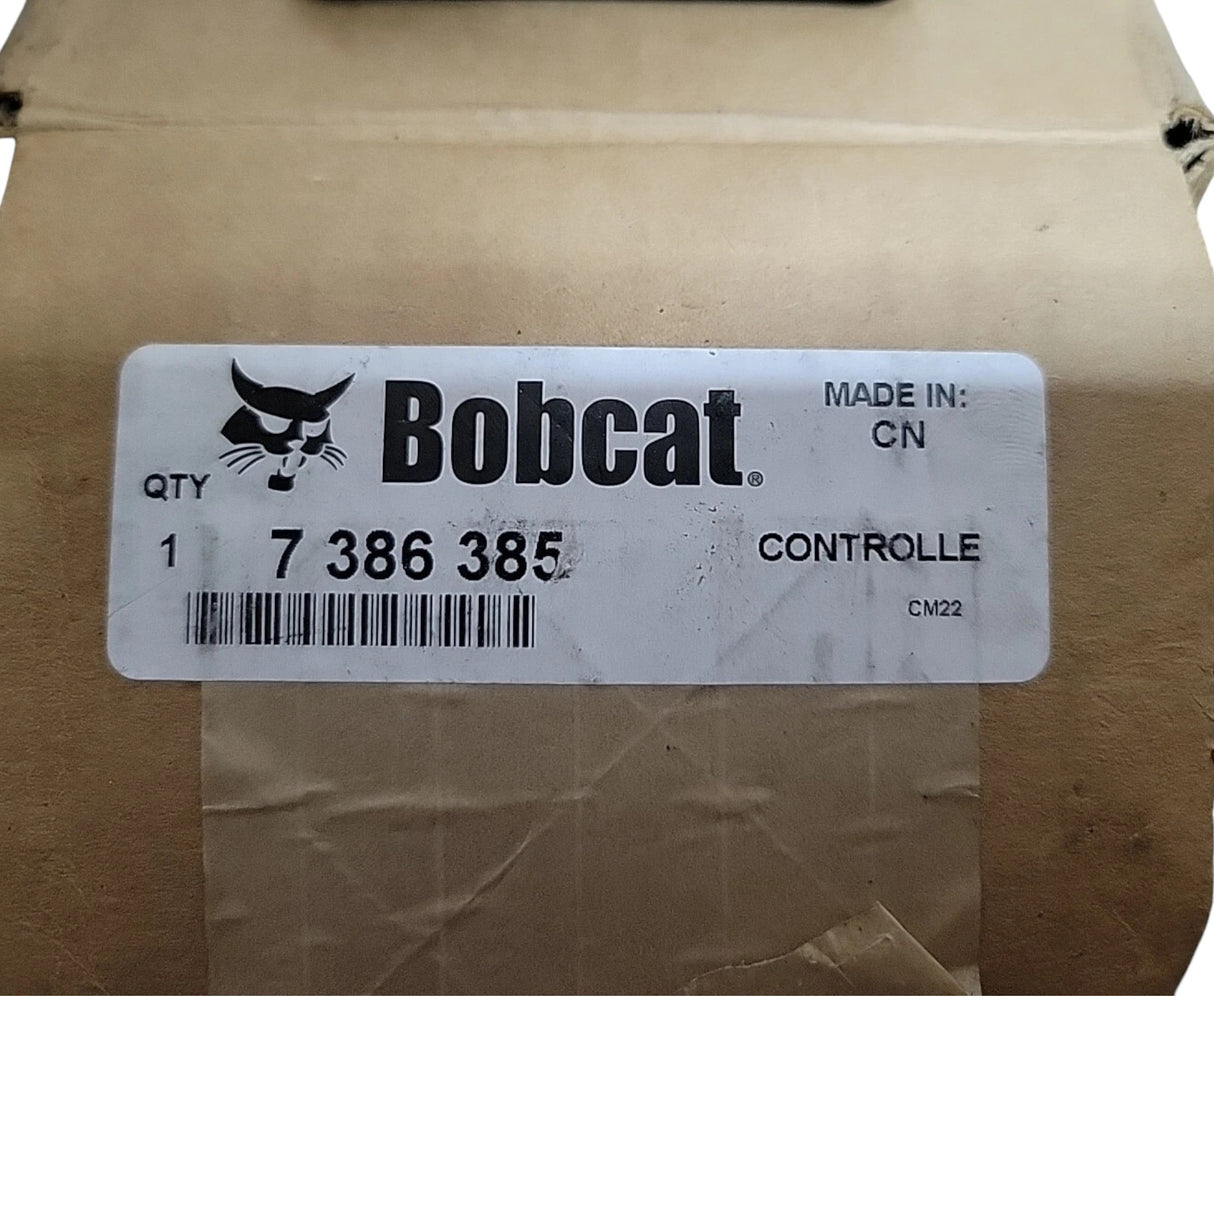 Bobcat®
MADE IN:
CN
QTY
1 7 386 385 CONTROLLE
CM22